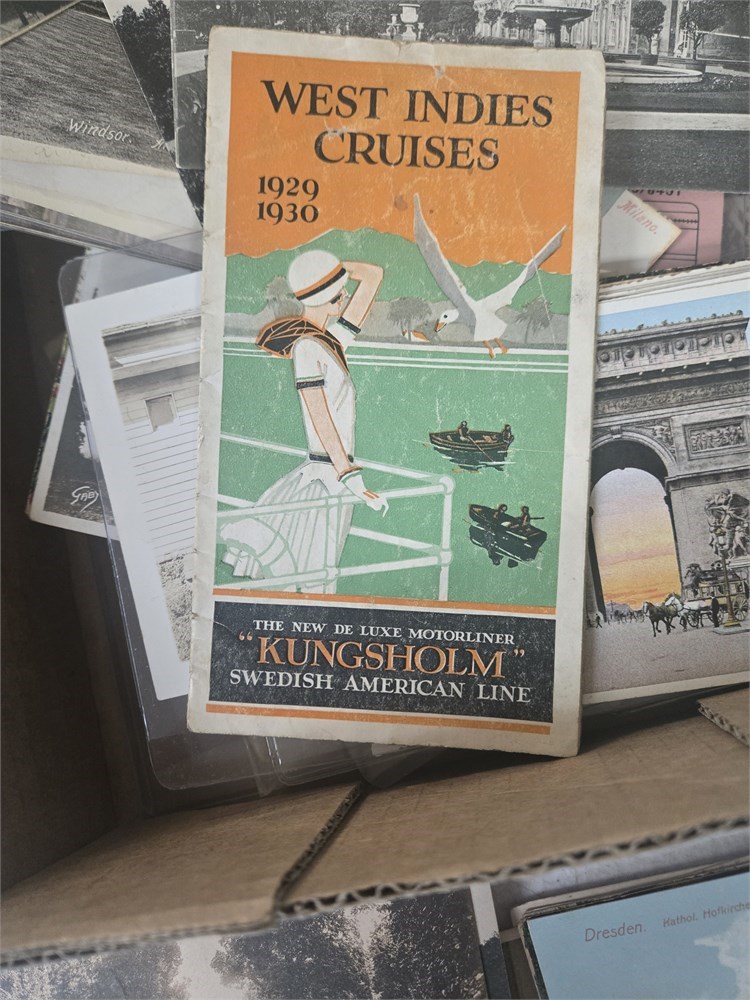 Windsor.
WEST INDIES
CRUISES
1929
1930
Milano.
THE NEW DE LUXE MOTORLINER
"KUNGSHOLM"
SWEDISH AMERICAN LINE
Dresden. Kathol. Hofkirche